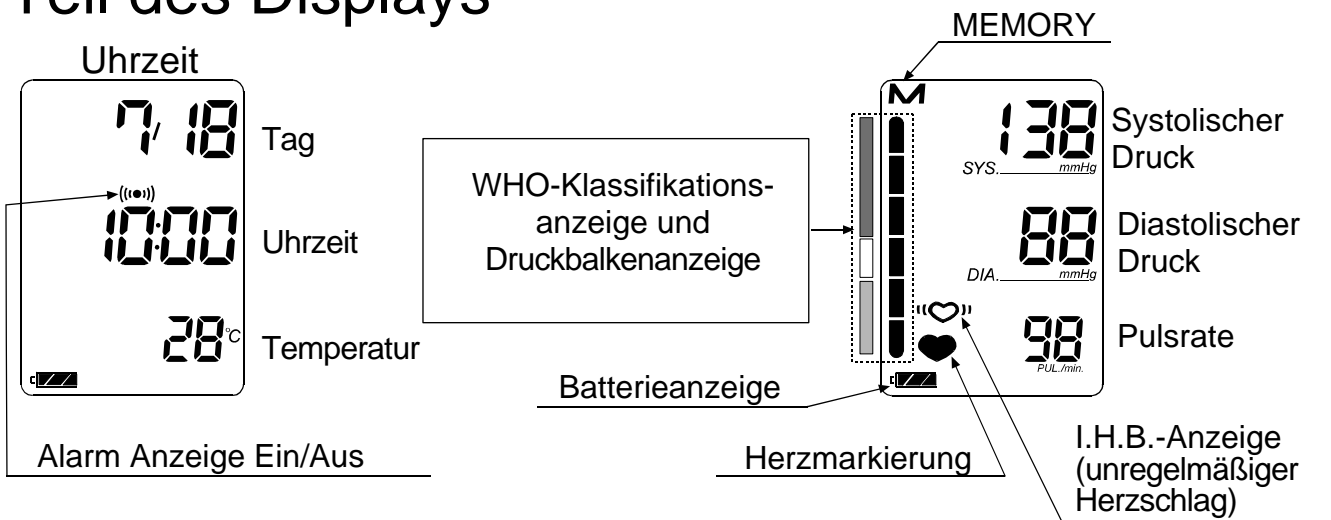 Teil des Displays
MEMORY
Uhrzeit
7/ 18
Tag
10:00
Uhrzeit
28 °C
Temperatur
Alarm Anzeige Ein/Aus
WHO-Klassifikations-
anzeige und
Druckbalkenanzeige
M
138
SYS. mmHg
Systolischer
Druck
88
DIA. mmHg
Diastolischer
Druck
98
PUL./min.
Pulsrate
Batterieanzeige
Herzmarkierung
I.H.B.-Anzeige
(unregelmäßiger
Herzschlag)